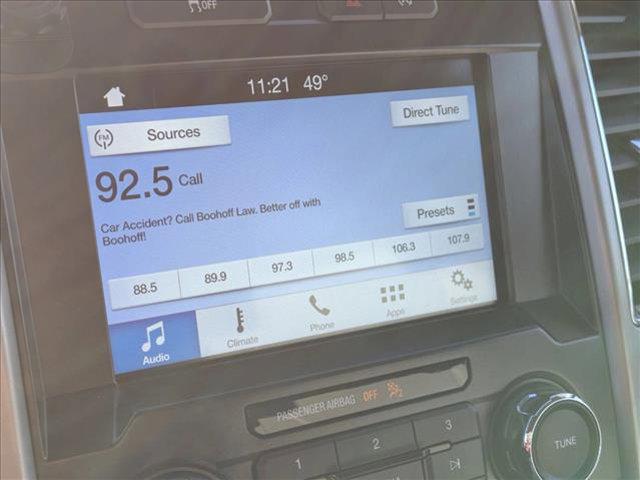 OFF
11:21 49°
FM Sources
Direct Tune
92.5 Call
Car Accident? Call Boohoff Law. Better off with
Boohoff!
Presets
88.5 89.9 97.3 98.5 106.3 107.9
Audio Climate Phone Apps Settings
PASSENGER AIRBAG OFF 2
1 2 3
TUNE